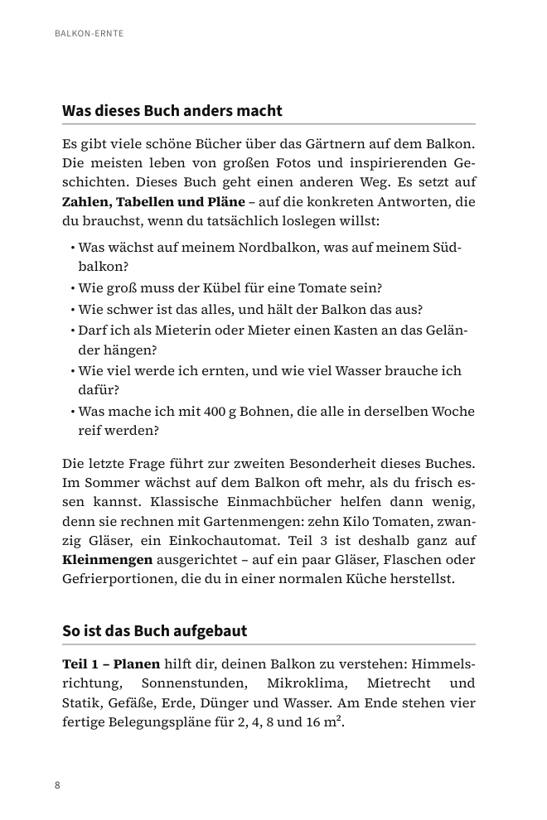 BALKON-ERNTE
Was dieses Buch anders macht
Es gibt viele schöne Bücher über das Gärtnern auf dem Balkon.
Die meisten leben von großen Fotos und inspirierenden Ge-
schichten. Dieses Buch geht einen anderen Weg. Es setzt auf
Zahlen, Tabellen und Pläne – auf die konkreten Antworten, die
du brauchst, wenn du tatsächlich loslegen willst:
• Was wächst auf meinem Nordbalkon, was auf meinem Süd-
balkon?
• Wie groß muss der Kübel für eine Tomate sein?
• Wie schwer ist das alles, und hält der Balkon das aus?
• Darf ich als Mieterin oder Mieter einen Kasten an das Gelän-
der hängen?
• Wie viel werde ich ernten, und wie viel Wasser brauche ich
dafür?
• Was mache ich mit 400 g Bohnen, die alle in derselben Woche
reif werden?
Die letzte Frage führt zur zweiten Besonderheit dieses Buches.
Im Sommer wächst auf dem Balkon oft mehr, als du frisch es-
sen kannst. Klassische Einmachbücher helfen dann wenig,
denn sie rechnen mit Gartenmengen: zehn Kilo Tomaten, zwan-
zig Gläser, ein Einkochautomat. Teil 3 ist deshalb ganz auf
Kleinmengen ausgerichtet – auf ein paar Gläser, Flaschen oder
Gefrierportionen, die du in einer normalen Küche herstellst.
So ist das Buch aufgebaut
Teil 1 – Planen hilft dir, deinen Balkon zu verstehen: Himmels-
richtung, Sonnenstunden, Mikroklima, Mietrecht und
Statik, Gefäße, Erde, Dünger und Wasser. Am Ende stehen vier
fertige Belegungspläne für 2, 4, 8 und 16 m².
8